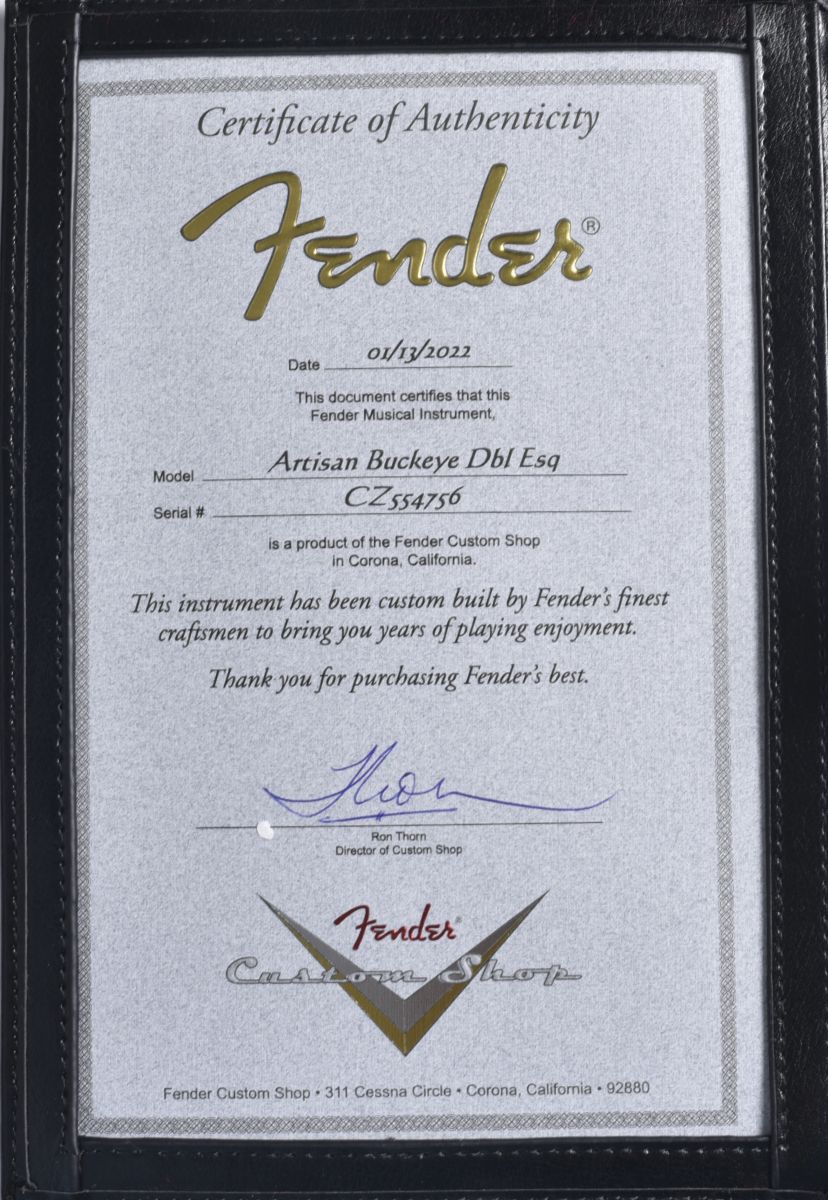 Certificate of Authenticity
Fender®
Date 01/13/2022
This document certifies that this
Fender Musical Instrument,
Model Artisan Buckeye Dbl Esq
Serial # CZ554756
is a product of the Fender Custom Shop
in Corona, California.
This instrument has been custom built by Fender's finest
craftsmen to bring you years of playing enjoyment.
Thank you for purchasing Fender's best.
Thorn
Ron Thorn
Director of Custom Shop
Fender®
Custom Shop
Fender Custom Shop • 311 Cessna Circle • Corona, California • 92880